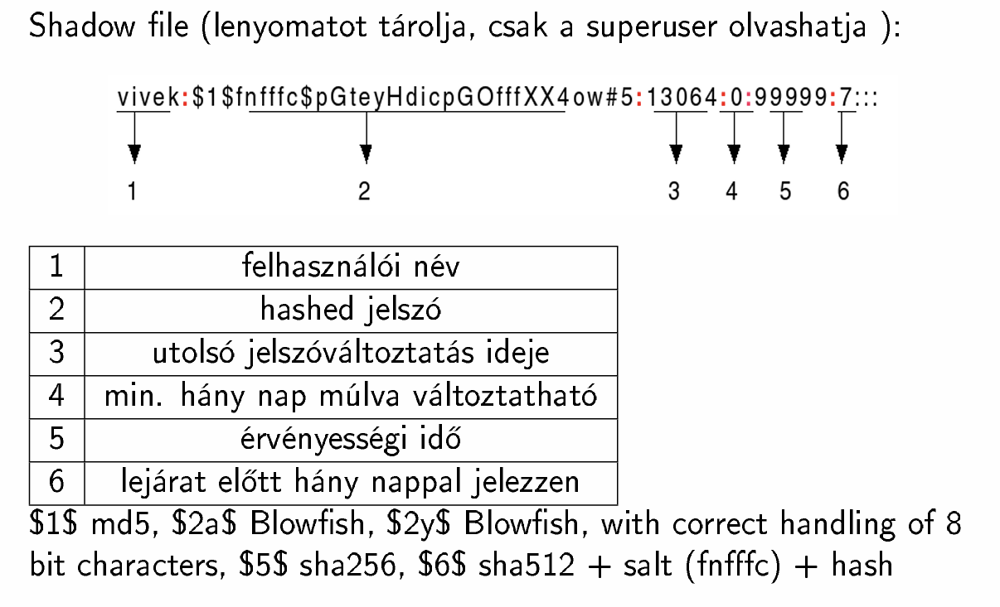 Shadow file (lenyomatot tárolja, csak a superuser olvashatja ):
vivek:$1$fnfffc$pGteyHdicpGOfffXX4ow#5:13064:0:99999:7:::
1 2 3 4 5 6
1 felhasználói név
2 hashed jelszó
3 utolsó jelszóváltoztatás ideje
4 min. hány nap múlva változtatható
5 érvényességi idő
6 lejárat előtt hány nappal jelezzen
$1$ md5, $2a$ Blowfish, $2y$ Blowfish, with correct handling of 8
bit characters, $5$ sha256, $6$ sha512 + salt (fnfffc) + hash